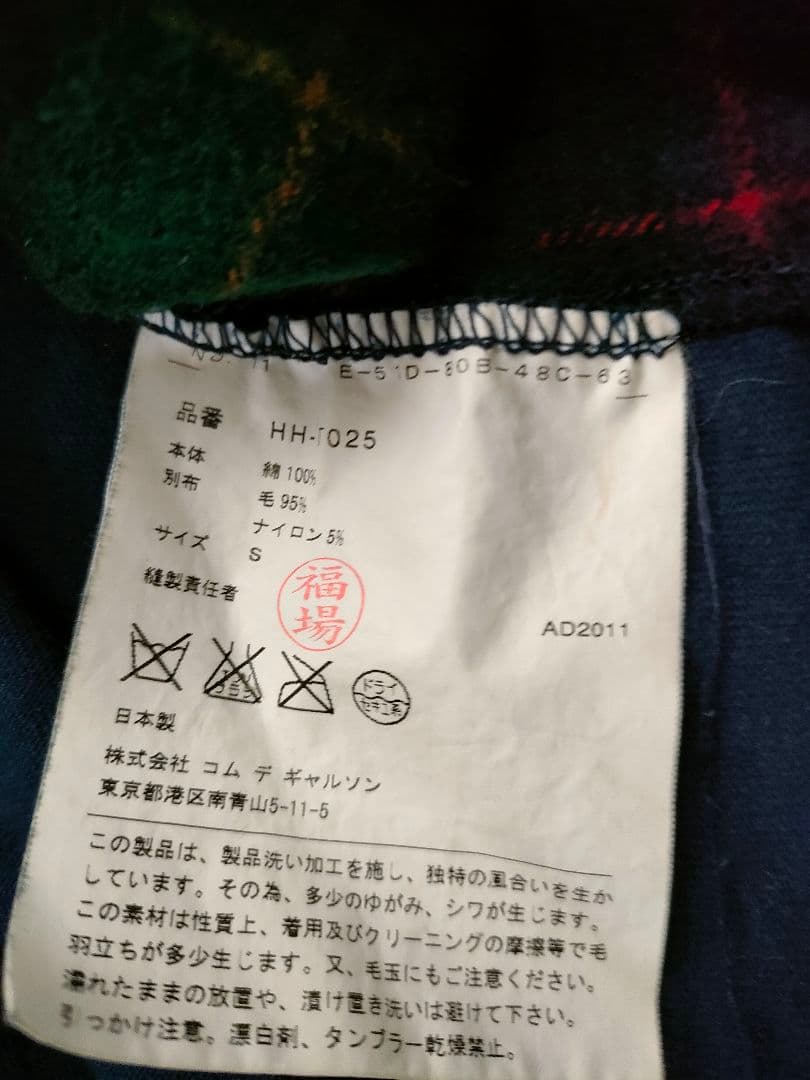 E-51D-80B-48C-63
品番 HH-T025
本体 綿 100%
別布 毛 95%
ナイロン 5%
サイズ S
縫製責任者 福場
AD2011
ドライ
セキユ系
日本製
株式会社 コム デ ギャルソン
東京都港区南青山5-11-5
この製品は、製品洗い加工を施し、独特の風合いを生か
しています。その為、多少のゆがみ、シワが生じます。
この素材は性質上、着用及びクリーニングの摩擦等で毛
羽立ちが多少生じます。又、毛玉にもご注意ください。
濡れたままの放置や、漬け置き洗いは避けて下さい。
引っかけ注意。漂白剤、タンブラー乾燥禁止。